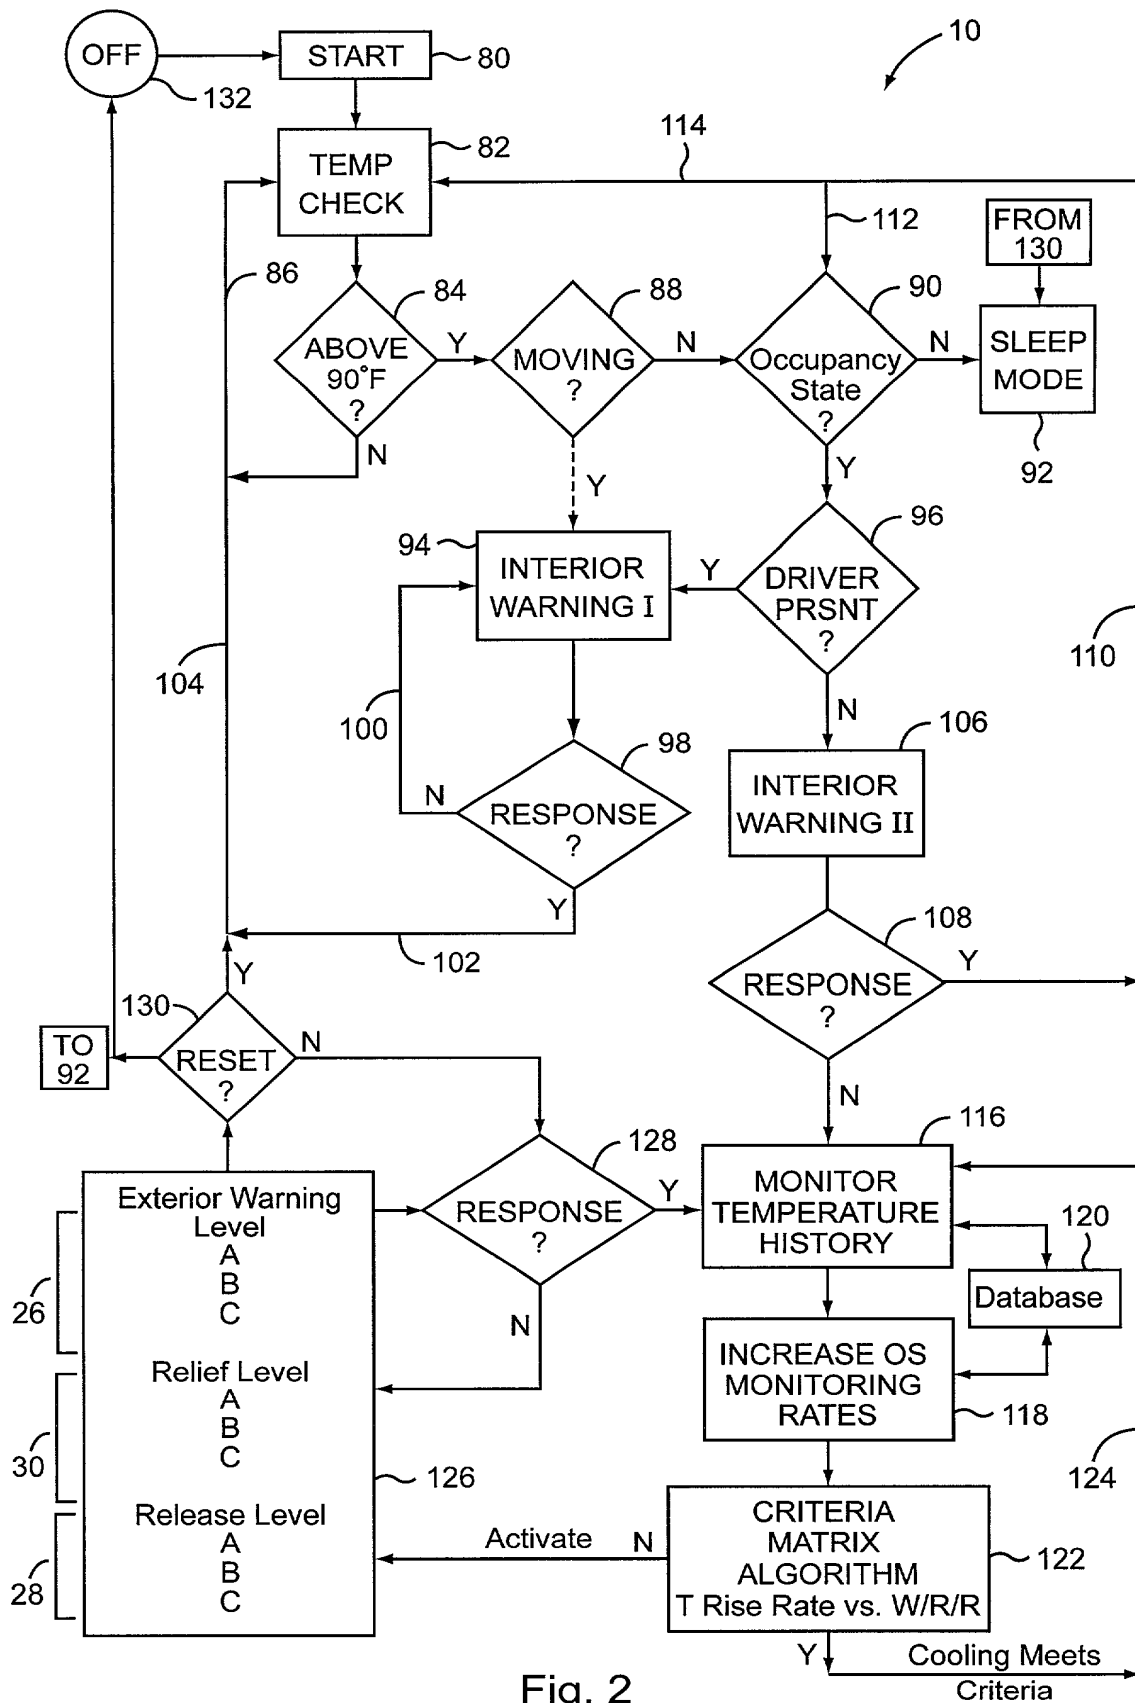 OFF
START
80
10
132
114
TEMP
CHECK
82
112
FROM
130
86
84
88
90
ABOVE
90°F
?
Y
MOVING
?
N
Occupancy
State
?
N
SLEEP
MODE
N
Y
Y
92
94
INTERIOR
WARNING I
Y
96
DRIVER
PRSNT
?
110
104
100
N
98
106
N
RESPONSE
?
INTERIOR
WARNING II
Y
102
108
Y
Y
RESPONSE
?
130
TO
92
RESET
?
N
N
116
128
Exterior Warning
Level
A
B
C
RESPONSE
?
Y
MONITOR
TEMPERATURE
HISTORY
120
Database
26
N
Relief Level
A
B
C
INCREASE OS
MONITORING
RATES
118
30
126
124
Release Level
A
B
C
Activate
N
CRITERIA
MATRIX
ALGORITHM
T Rise Rate vs. W/R/R
122
28
Y
Cooling Meets
Criteria
Fig. 2